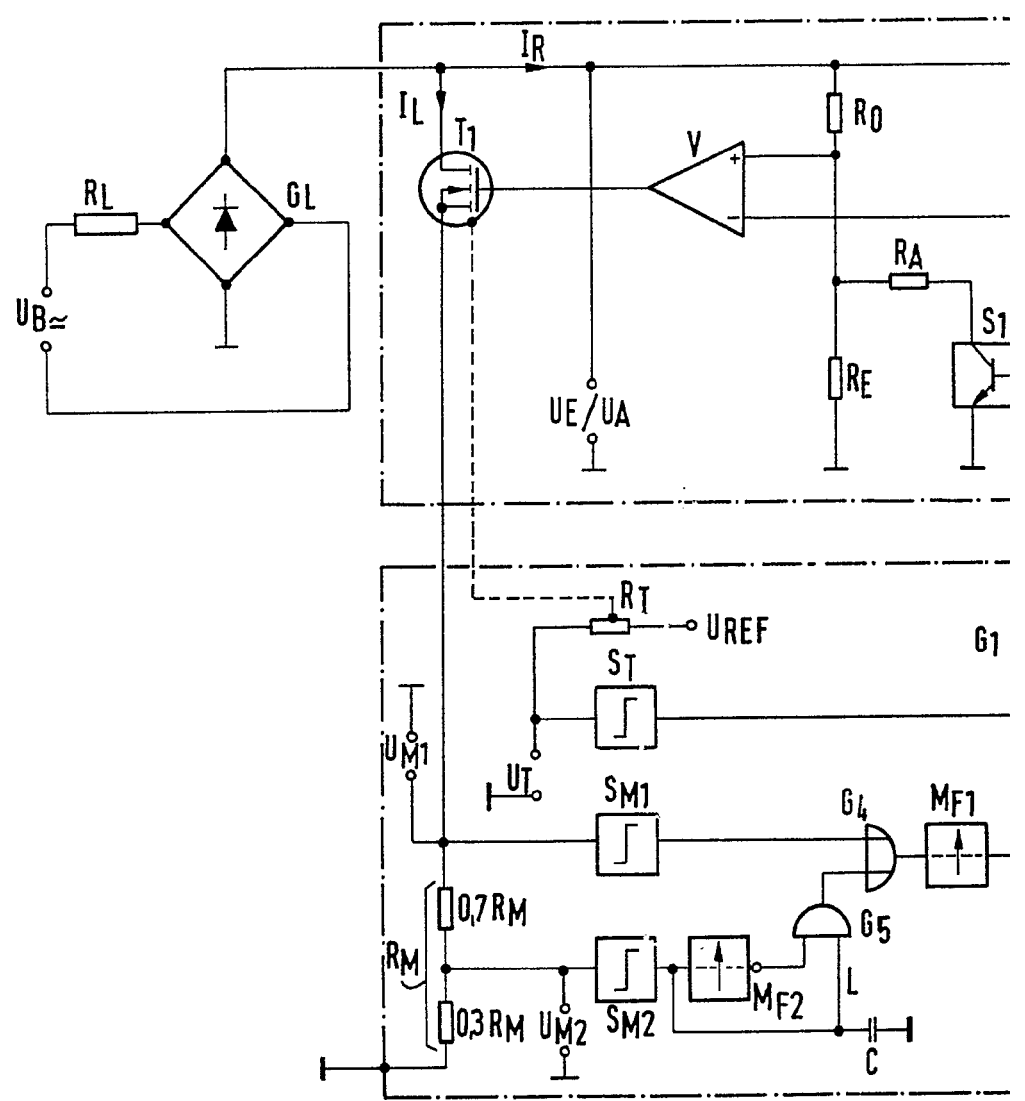 IR
IL
T1
V
+
R0
RL
GL
−
RA
UB≃
S1
UE/UA
RE
RT
UREF
G1
ST
UM1
UT
SM1
G4
MF1
0,7RM
G5
RM
L
MF2
0,3RM
UM2
SM2
C